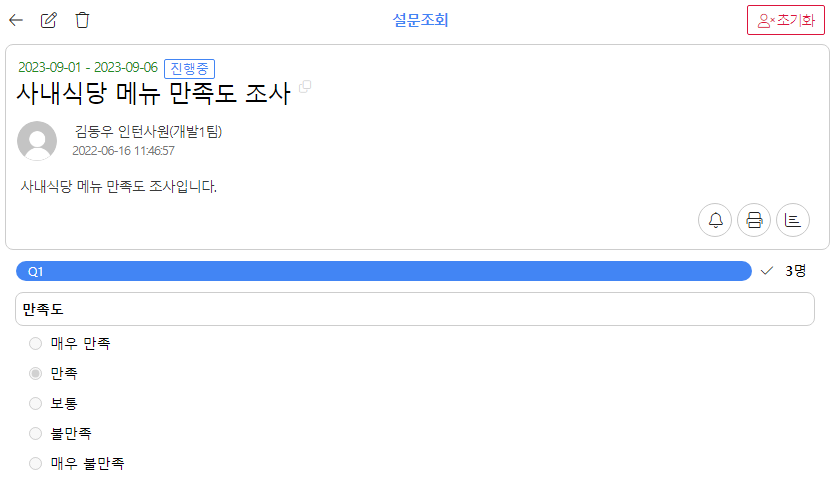 설문조회
초기화
2023-09-01 - 2023-09-06 진행중
사내식당 메뉴 만족도 조사
김동우 인턴사원(개발1팀)
2022-06-16 11:46:57
사내식당 메뉴 만족도 조사입니다.
Q1
3명
만족도
매우 만족
만족
보통
불만족
매우 불만족